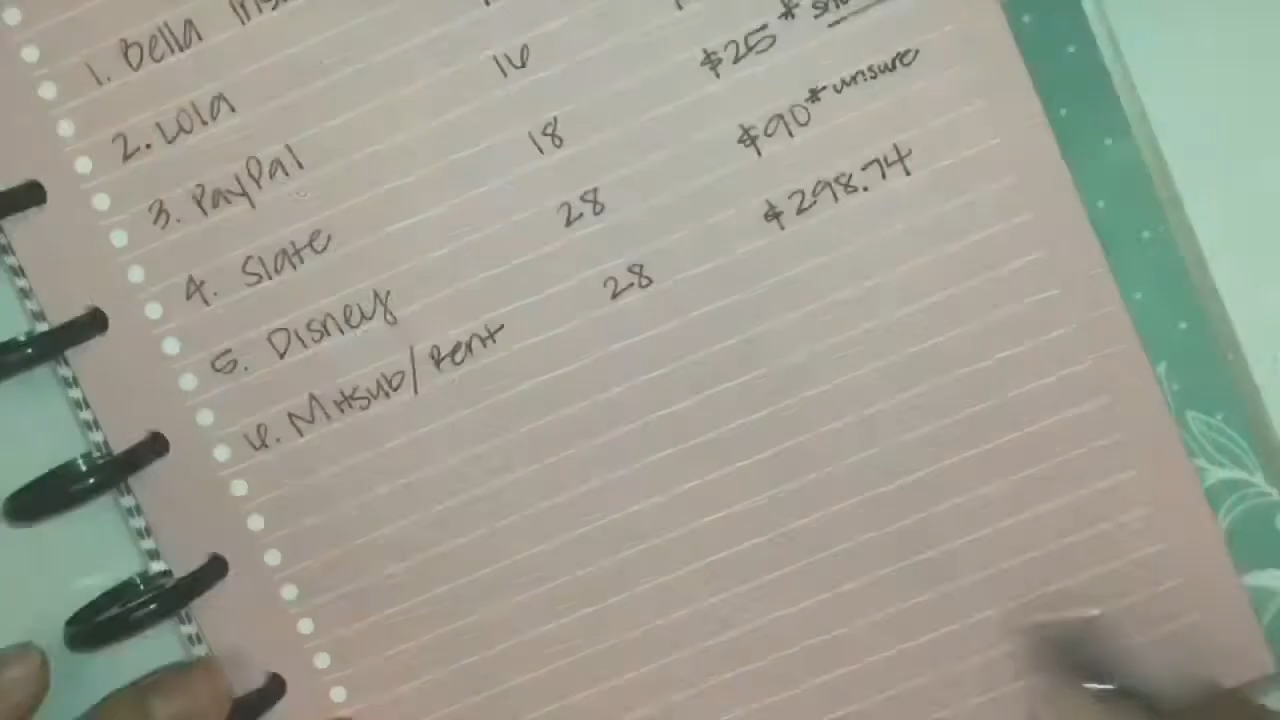 1. Bella
2. Lola
3. PayPal 16
4. Slate 18 $25*
5. Disney 28 $90*unsure
6. Mitsub/Rent 28 $298.74